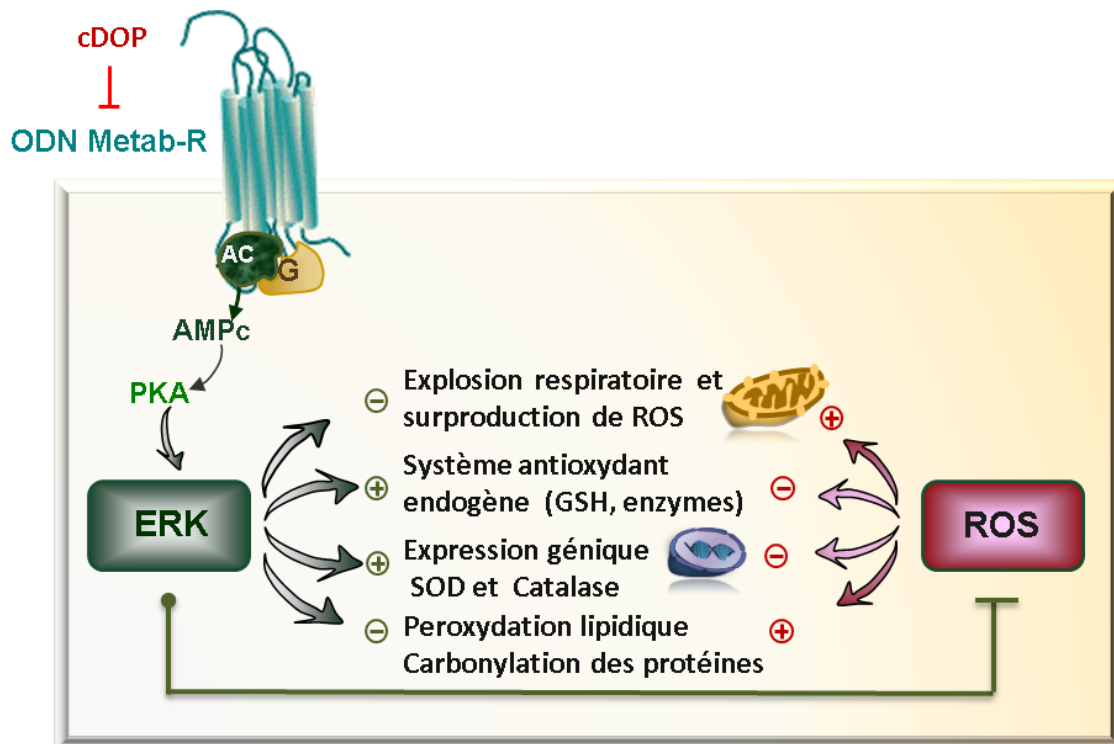 cDOP
ODN Metab-R
AC
G
AMPc
PKA
ERK
⊖ Explosion respiratoire et
surproduction de ROS ⊕
⊕ Système antioxydant
endogène (GSH, enzymes) ⊖
⊕ Expression génique ⊖
SOD et Catalase
⊖ Peroxydation lipidique ⊕
Carbonylation des protéines
ROS